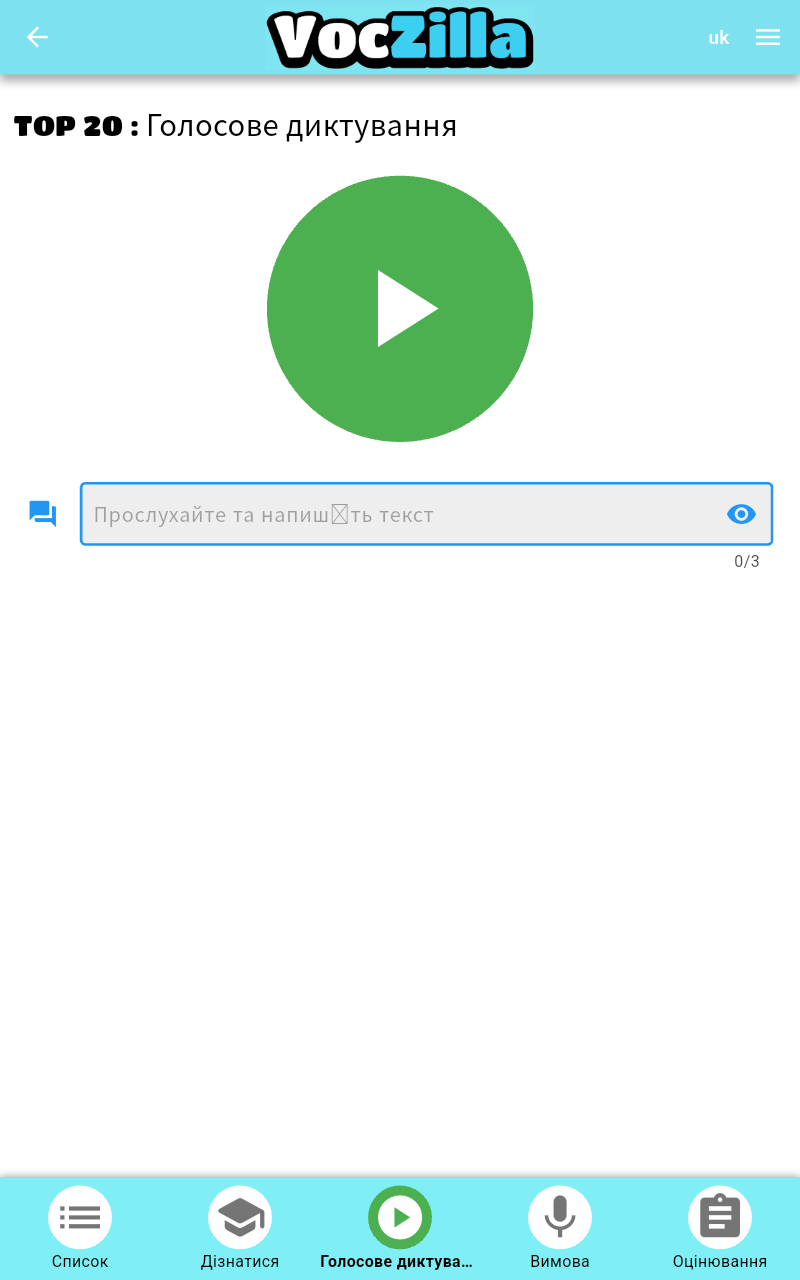 VocZilla
uk
TOP 20 : Голосове диктування
Прослухайте та напиш☒ть текст
0/3
Список
Дізнатися
Голосове диктува...
Вимова
Оцінювання